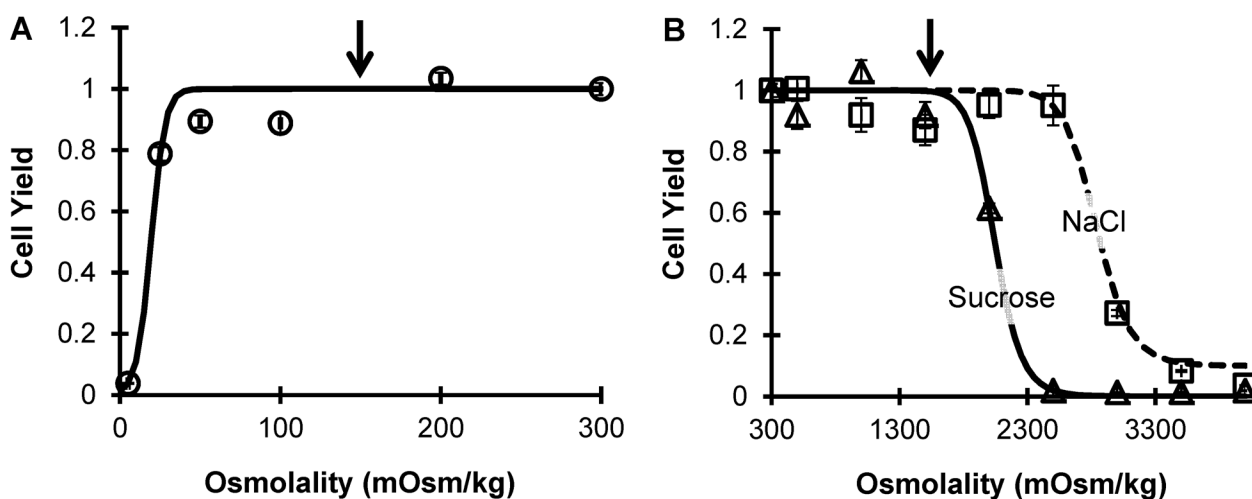 A
1.2
1
0.8
0.6
0.4
0.2
0
Cell Yield
0 100 200 300
Osmolality (mOsm/kg)
B
1.2
1
0.8
0.6
0.4
0.2
0
Cell Yield
NaCl
Sucrose
300 1300 2300 3300
Osmolality (mOsm/kg)